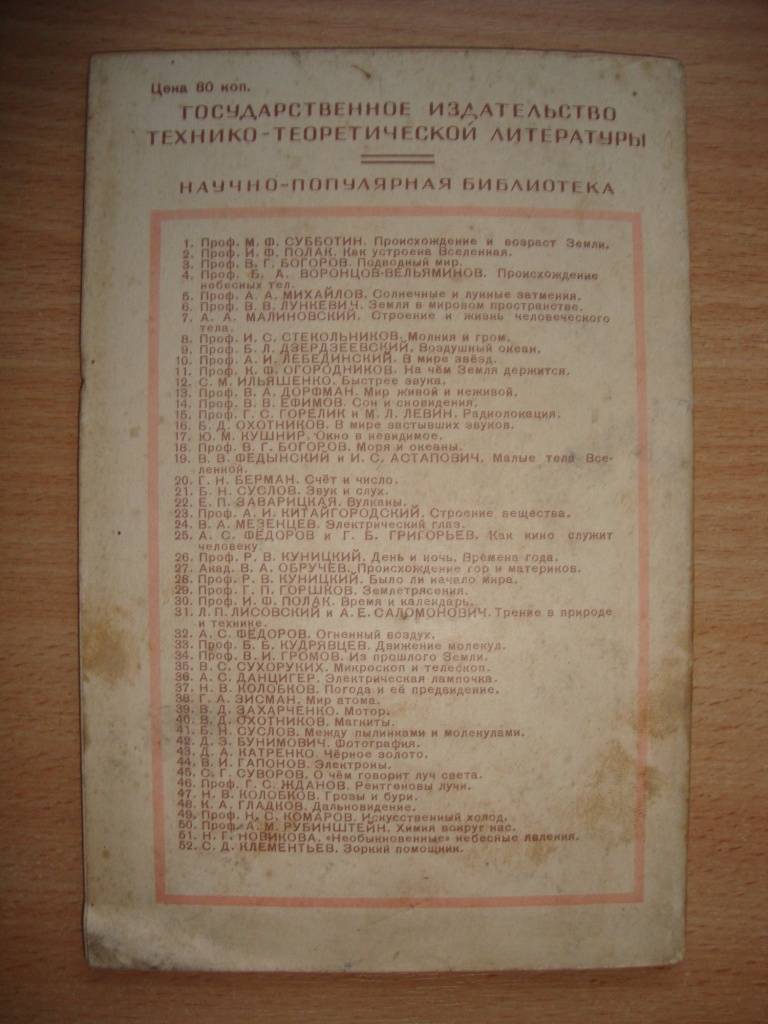 Цена 80 коп.
ГОСУДАРСТВЕННОЕ ИЗДАТЕЛЬСТВО
ТЕХНИКО-ТЕОРЕТИЧЕСКОЙ ЛИТЕРАТУРЫ
НАУЧНО-ПОПУЛЯРНАЯ БИБЛИОТЕКА
1. Проф. М. Ф. СУББОТИН. Происхождение и возраст Земли.
2. Проф. И. Ф. ПОЛАК. Как устроена Вселенная.
3. Проф. В. Г. БОГОРОВ. Подводный мир.
4. Проф. Б. А. ВОРОНЦОВ-ВЕЛЬЯМИНОВ. Происхождение
небесных тел.
5. Проф. А. А. МИХАЙЛОВ. Солнечные и лунные затмения.
6. Проф. В. В. ЛУНКЕВИЧ. Земля в мировом пространстве.
7. А. А. МАЛИНОВСКИЙ. Строение и жизнь человеческого
тела.
8. Проф. И. С. СТЕКОЛЬНИКОВ. Молния и гром.
9. Проф. Б. Л. ДЗЕРДЗЕЕВСКИЙ. Воздушный океан.
10. Проф. А. И. ЛЕБЕДИНСКИЙ. В мире звёзд.
11. Проф. К. Ф. ОГОРОДНИКОВ. На чём Земля держится.
12. С. М. ИЛЬЯШЕНКО. Быстрее звука.
13. Проф. В. А. ДОРФМАН. Мир живой и неживой.
14. Проф. В. В. ЕФИМОВ. Сон и сновидения.
15. Проф. Г. С. ГОРЕЛИК и М. Л. ЛЕВИН. Радиолокация.
16. Б. Д. ОХОТНИКОВ. В мире застывших звуков.
17. Ю. М. КУШНИР. Окно в невидимое.
18. Проф. В. Г. БОГОРОВ. Моря и океаны.
19. В. В. ФЕДЫНСКИЙ и И. С. АСТАПОВИЧ. Малые тела Все-
ленной.
20. Г. Н. БЕРМАН. Счёт и число.
21. Б. Н. СУСЛОВ. Звук и слух.
22. Е. П. ЗАВАРИЦКАЯ. Вулканы.
23. Проф. А. И. КИТАЙГОРОДСКИЙ. Строение вещества.
24. В. А. МЕЗЕНЦЕВ. Электрический глаз.
25. А. С. ФЁДОРОВ и Г. Б. ГРИГОРЬЕВ. Как кино служит
человеку.
26. Проф. Р. В. КУНИЦКИЙ. День и ночь. Времена года.
27. Акад. В. А. ОБРУЧЕВ. Происхождение гор и материков.
28. Проф. Р. В. КУНИЦКИЙ. Было ли начало мира.
29. Проф. Г. П. ГОРШКОВ. Землетрясения.
30. Проф. И. Ф. ПОЛАК. Время и календарь.
31. Л. П. ЛИСОВСКИЙ и А. Е. САЛОМОНОВИЧ. Трение в природе
и технике.
32. А. С. ФЁДОРОВ. Огненный воздух.
33. Проф. Б. Б. КУДРЯВЦЕВ. Движение молекул.
34. Проф. В. И. ГРОМОВ. Из прошлого Земли.
35. В. С. СУХОРУКИХ. Микроскоп и телескоп.
36. А. С. ДАНЦИГЕР. Электрическая лампочка.
37. Н. В. КОЛОБКОВ. Погода и её предвидение.
38. Г. А. ЗИСМАН. Мир атома.
39. В. Д. ЗАХАРЧЕНКО. Мотор.
40. В. Д. ОХОТНИКОВ. Магниты.
41. Б. Н. СУСЛОВ. Между пылинками и молекулами.
42. Д. З. БУНИМОВИЧ. Фотография.
43. Д. А. КАТРЕНКО. Чёрное золото.
44. В. И. ГАПОНОВ. Электроны.
45. С. Г. СУВОРОВ. О чём говорит луч света.
46. Проф. Г. С. ЖДАНОВ. Рентгеновы лучи.
47. Н. В. КОЛОБКОВ. Грозы и бури.
48. К. А. ГЛАДКОВ. Дальновидение.
49. Проф. Н. С. КОМАРОВ. Искусственный холод.
50. Проф. А. М. РУБИНШТЕЙН. Химия вокруг нас.
51. Н. Г. НОВИКОВА. «Необыкновенные» небесные явления.
52. С. Д. КЛЕМЕНТЬЕВ. Зоркий помощник.